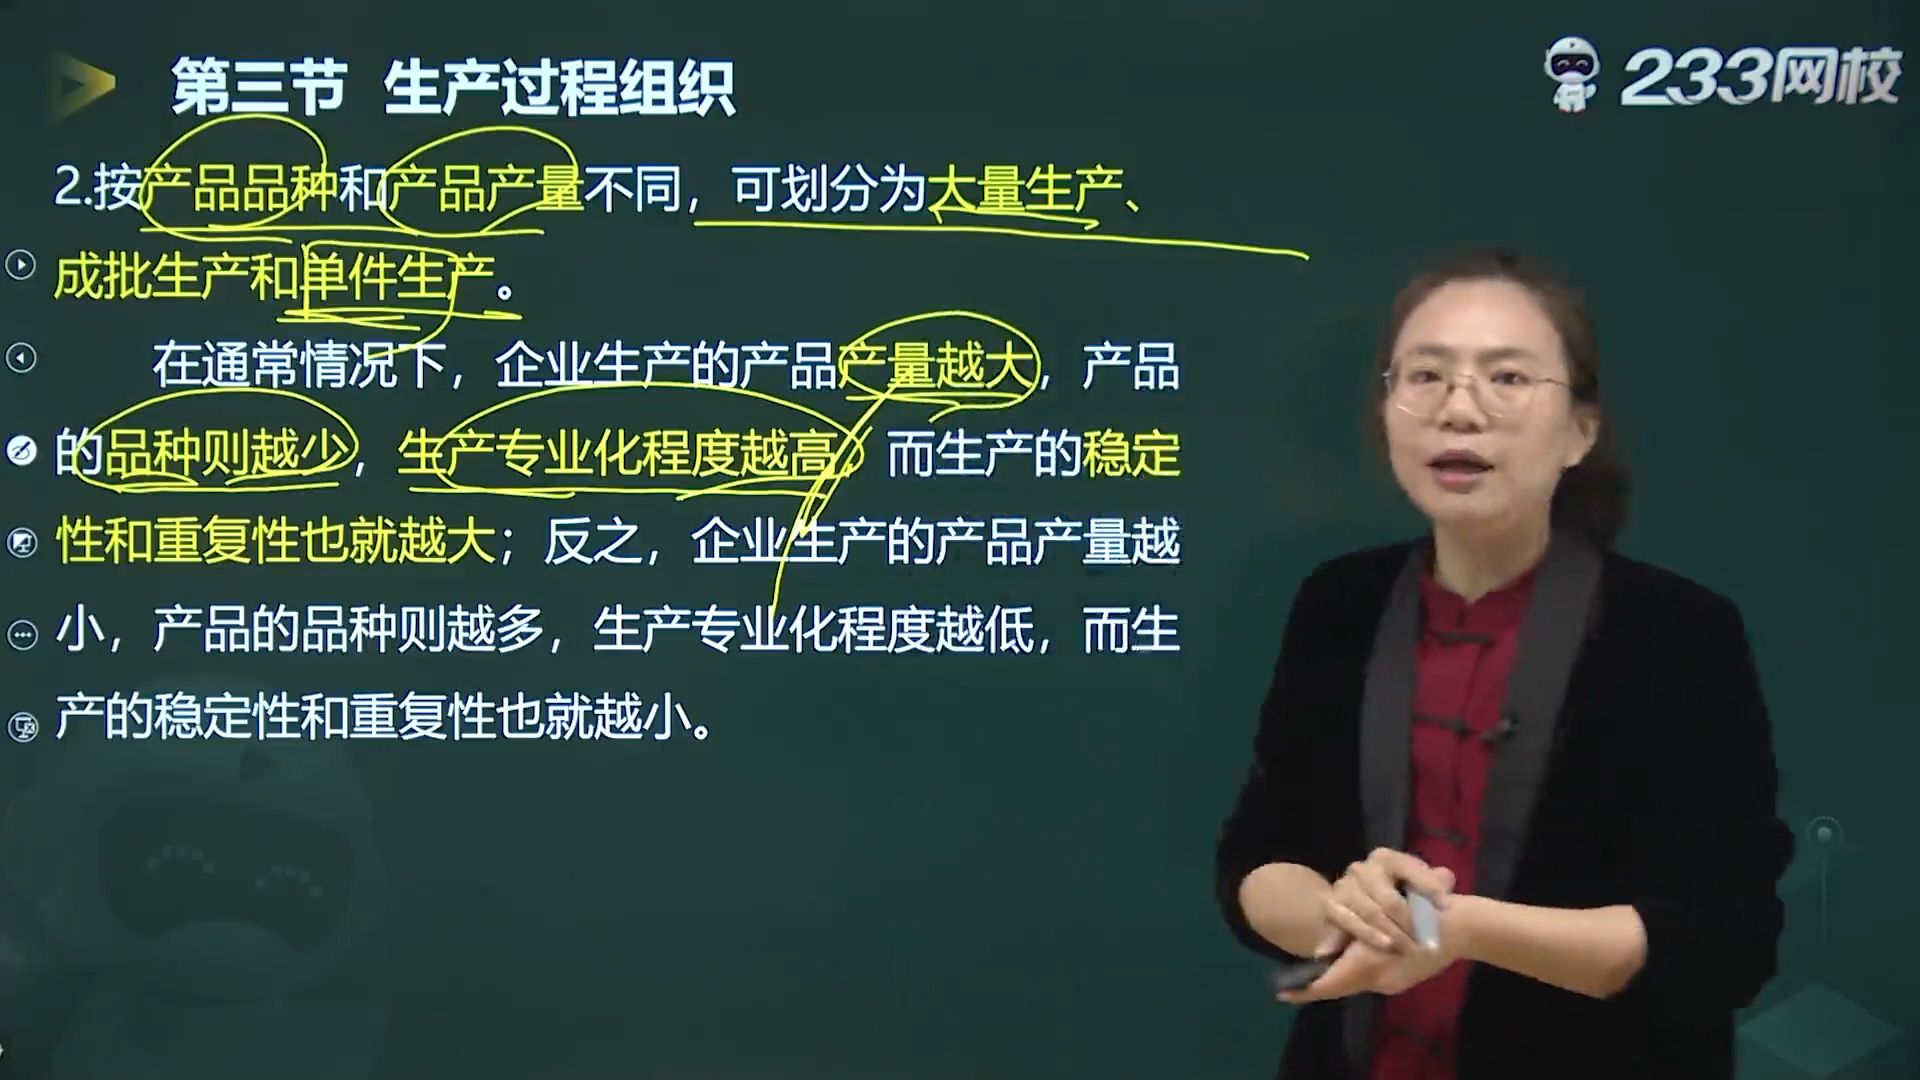 第三节 生产过程组织
233网校
2.按产品品种和产品产量不同，可划分为大量生产、
成批生产和单件生产。
在通常情况下，企业生产的产品产量越大，产品
的品种则越少，生产专业化程度越高，而生产的稳定
性和重复性也就越大；反之，企业生产的产品产量越
小，产品的品种则越多，生产专业化程度越低，而生
产的稳定性和重复性也就越小。